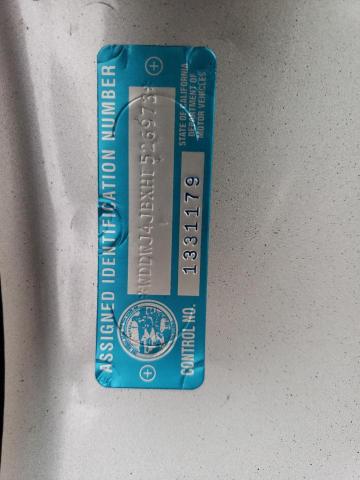 ASSIGNED IDENTIFICATION NUMBER
*WDDWJ4JBXHF526973*
STATE OF CALIFORNIA
DEPARTMENT OF
MOTOR VEHICLES
CONTROL NO. 1331179